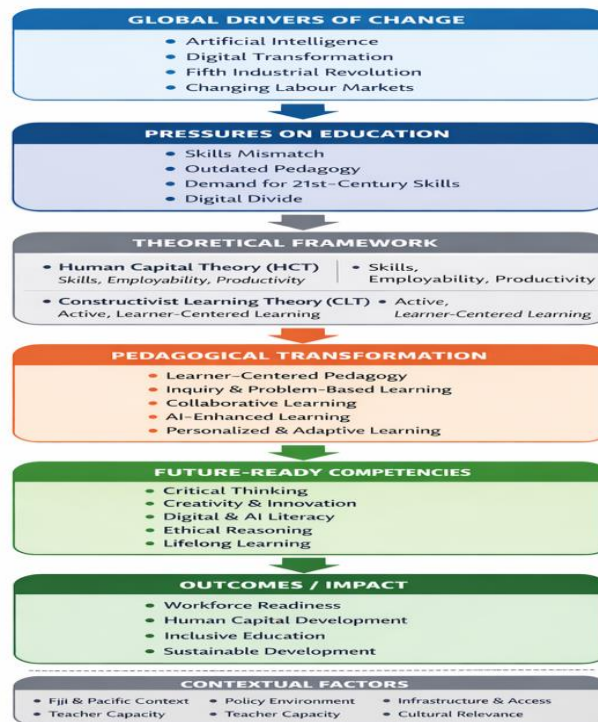 GLOBAL DRIVERS OF CHANGE
• Artificial Intelligence
• Digital Transformation
• Fifth Industrial Revolution
• Changing Labour Markets
PRESSURES ON EDUCATION
• Skills Mismatch
• Outdated Pedagogy
• Demand for 21st-Century Skills
• Digital Divide
THEORETICAL FRAMEWORK
• Human Capital Theory (HCT)
Skills, Employability, Productivity
• Skills,
Employability, Productivity
• Constructivist Learning Theory (CLT)
Active, Learner-Centered Learning
• Active,
Learner-Centered Learning
PEDAGOGICAL TRANSFORMATION
• Learner-Centered Pedagogy
• Inquiry & Problem-Based Learning
• Collaborative Learning
• AI-Enhanced Learning
• Personalized & Adaptive Learning
FUTURE-READY COMPETENCIES
• Critical Thinking
• Creativity & Innovation
• Digital & AI Literacy
• Ethical Reasoning
• Lifelong Learning
OUTCOMES / IMPACT
• Workforce Readiness
• Human Capital Development
• Inclusive Education
• Sustainable Development
CONTEXTUAL FACTORS
• Fjji & Pacific Context • Policy Environment • Infrastructure & Access
• Teacher Capacity • Teacher Capacity • Cultural Relevance